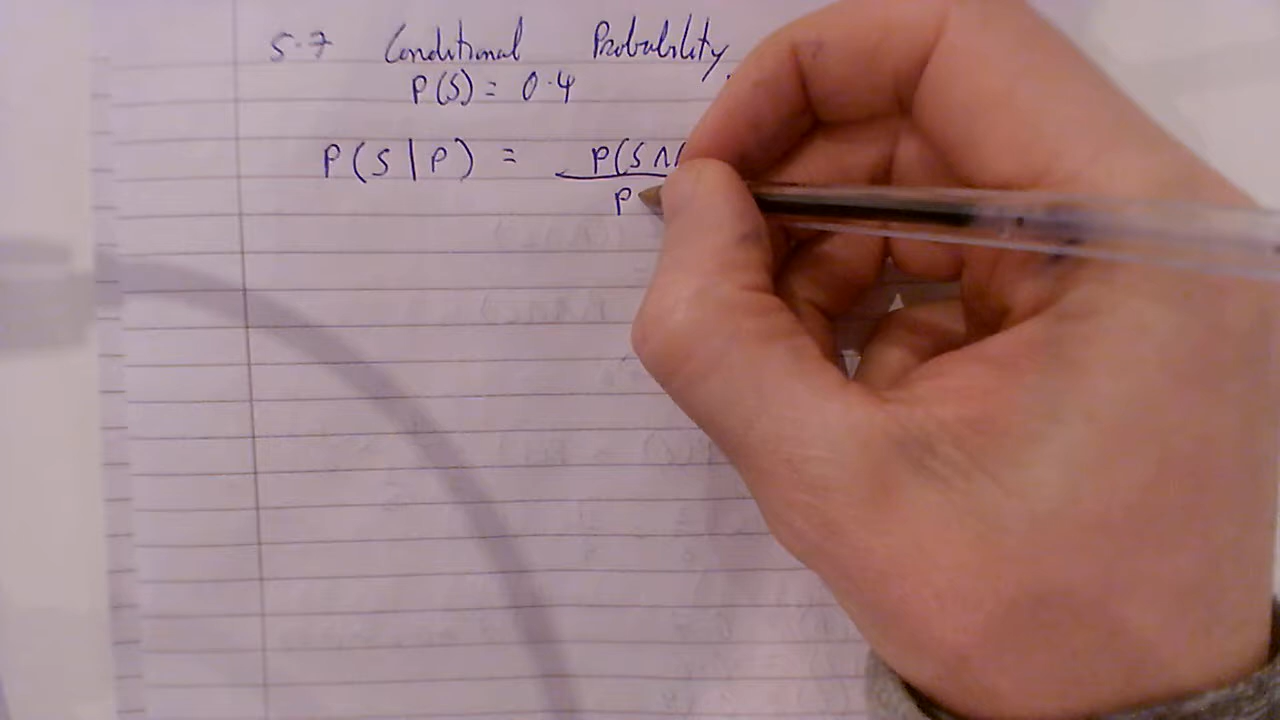 5.7 Conditional Probability
P(S) = 0.4
P(S|P) = P(S∩
P